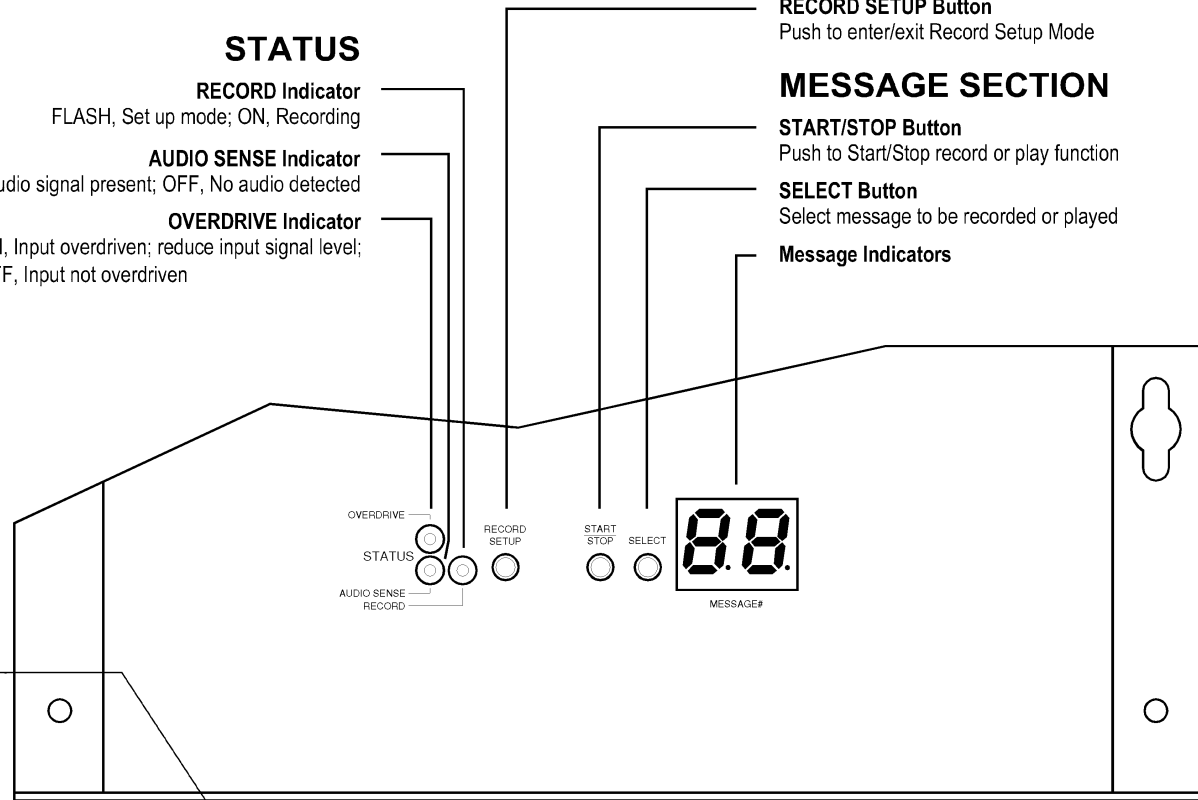 RECORD SETUP Button
Push to enter/exit Record Setup Mode
STATUS
RECORD Indicator
FLASH, Set up mode; ON, Recording
AUDIO SENSE Indicator
signal present; OFF, No audio detected
OVERDRIVE Indicator
Input overdriven; reduce input signal level;
Input not overdriven
MESSAGE SECTION
START/STOP Button
Push to Start/Stop record or play function
SELECT Button
Select message to be recorded or played
Message Indicators
OVERDRIVE
STATUS
AUDIO SENSE
RECORD
RECORD
SETUP
START
STOP
SELECT
8.8.
MESSAGE#